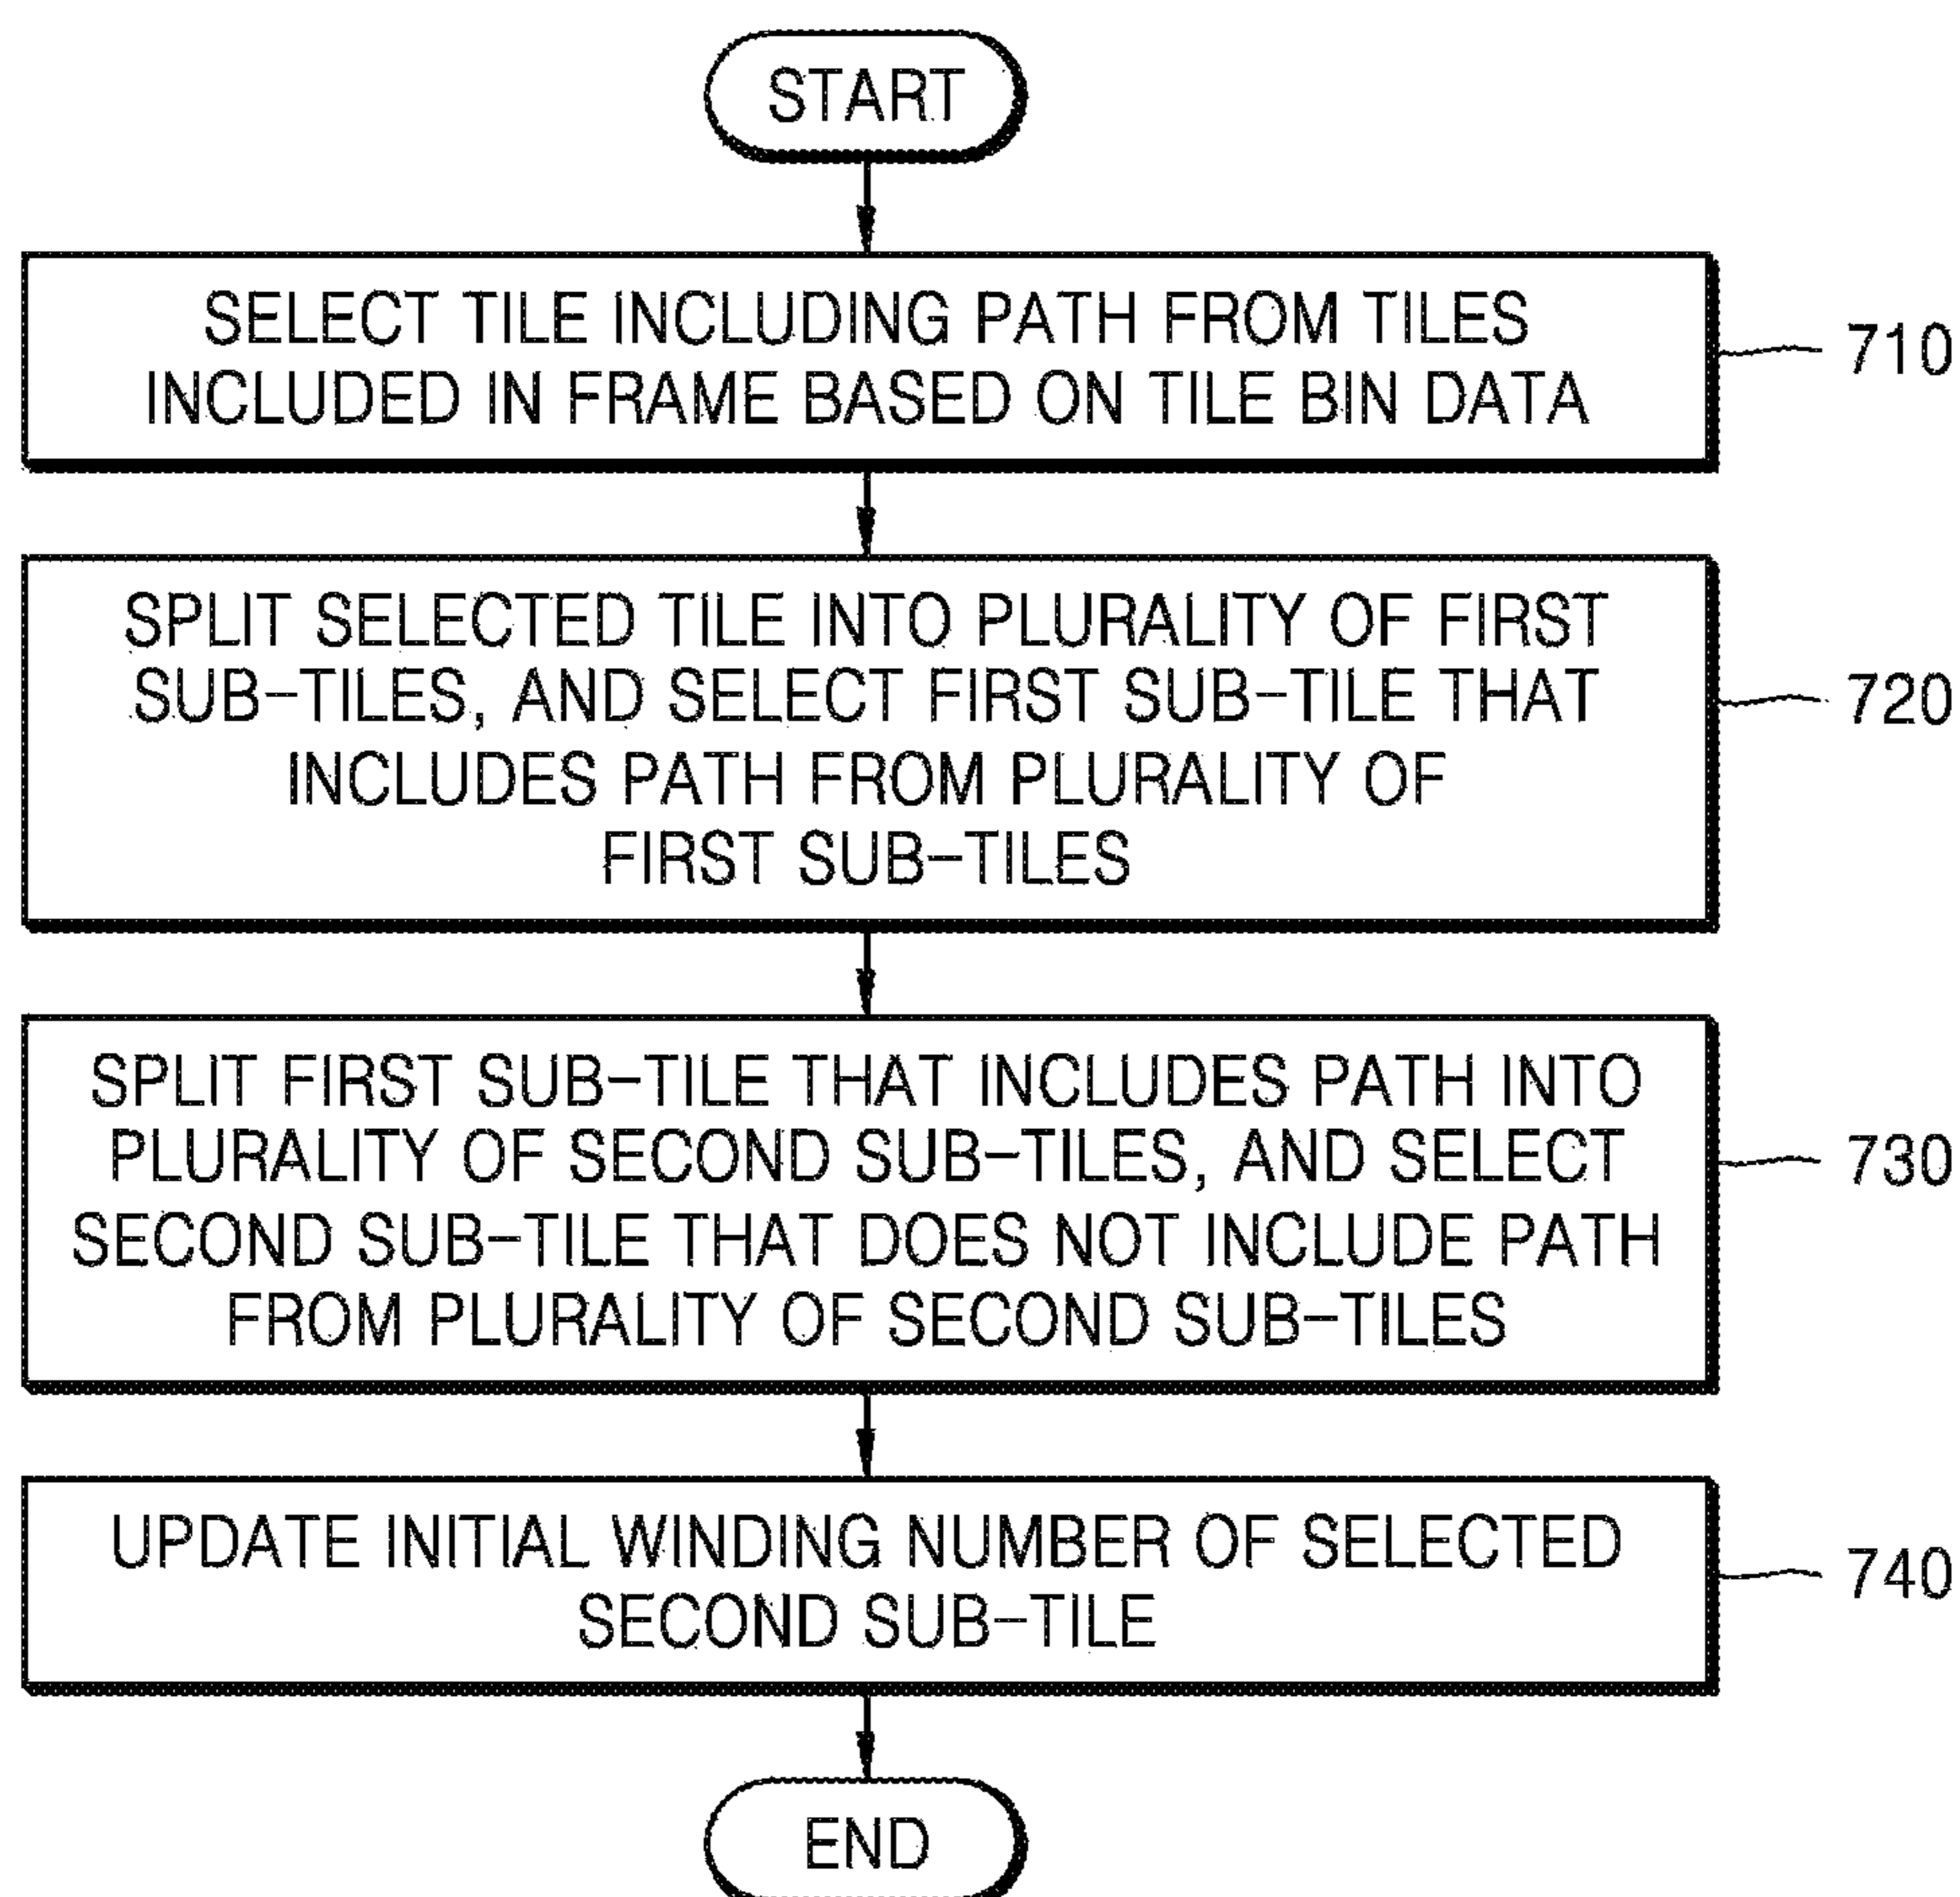 START
SELECT TILE INCLUDING PATH FROM TILES
INCLUDED IN FRAME BASED ON TILE BIN DATA
710
SPLIT SELECTED TILE INTO PLURALITY OF FIRST
SUB-TILES, AND SELECT FIRST SUB-TILE THAT
INCLUDES PATH FROM PLURALITY OF
FIRST SUB-TILES
720
SPLIT FIRST SUB-TILE THAT INCLUDES PATH INTO
PLURALITY OF SECOND SUB-TILES, AND SELECT
SECOND SUB-TILE THAT DOES NOT INCLUDE PATH
FROM PLURALITY OF SECOND SUB-TILES
730
UPDATE INITIAL WINDING NUMBER OF SELECTED
SECOND SUB-TILE
740
END